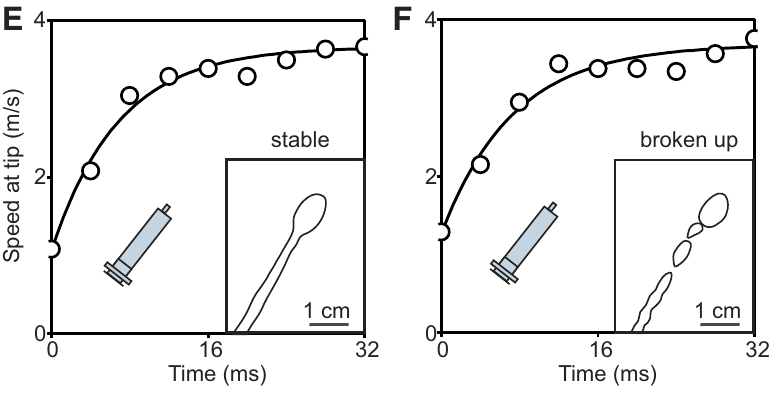 E
4
2
0
Speed at tip (m/s)
stable
1 cm
0 16 32
Time (ms)
F
4
2
0
broken up
1 cm
0 16 32
Time (ms)